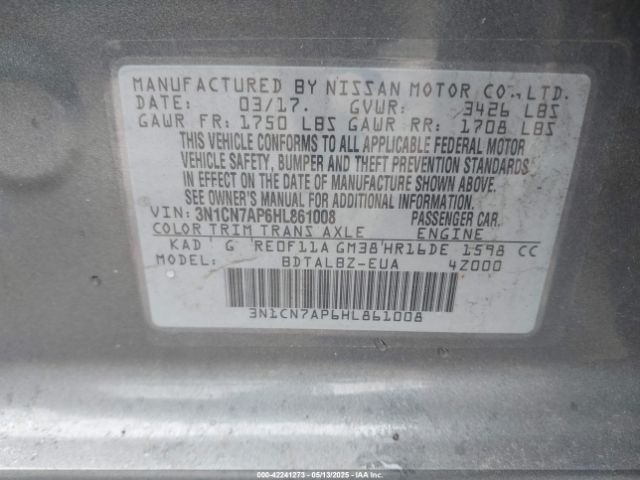 MANUFACTURED BY NISSAN MOTOR CO., LTD.
DATE: 03/17. GVWR: 3426 LBS
GAWR FR: 1750 LBS GAWR RR: 1708 LBS
THIS VEHICLE CONFORMS TO ALL APPLICABLE FEDERAL MOTOR
VEHICLE SAFETY, BUMPER AND THEFT PREVENTION STANDARDS
IN EFFECT ON THE DATE OF MANUFACTURE SHOWN ABOVE.
SEE OWNER'S MANUAL FOR ADDITIONAL INFORMATION.
VIN: 3N1CN7AP6HL861008 PASSENGER CAR.
COLOR TRIM TRANS AXLE ENGINE
KAD ' G 'RE0F11A GM38'HR16DE 1598 CC
MODEL: BDTALBZ-EUA 4Z000
3N1CN7AP6HL861008
000-42241273 — 05/13/2025 — IAAI.COM